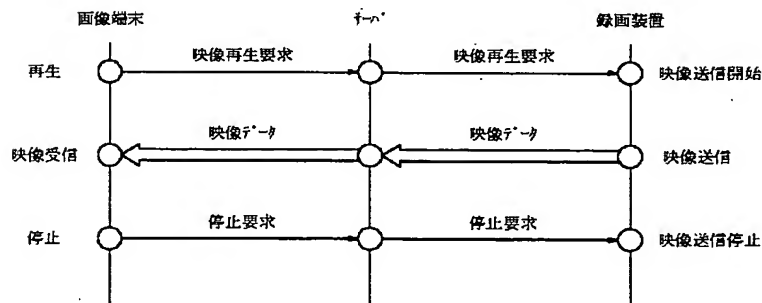 画像端末
サーバ
録画装置
再生
映像再生要求
映像再生要求
映像送信開始
映像受信
映像データ
映像データ
映像送信
停止
停止要求
停止要求
映像送信停止